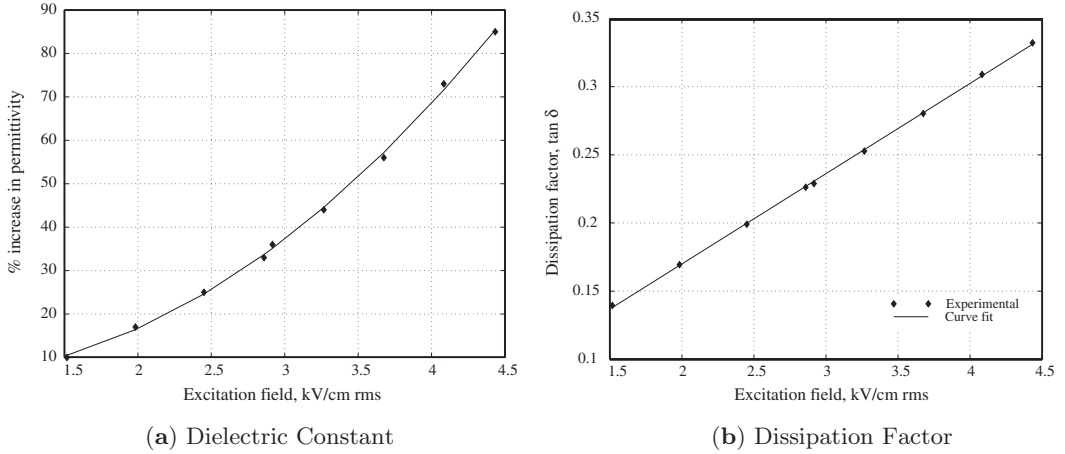 90
80
70
60
50
40
30
20
10
% increase in permittivity
1.5 2 2.5 3 3.5 4 4.5
Excitation field, kV/cm rms
(a) Dielectric Constant
0.35
0.3
0.25
0.2
0.15
0.1
Dissipation factor, tan δ
Experimental
Curve fit
1.5 2 2.5 3 3.5 4 4.5
Excitation field, kV/cm rms
(b) Dissipation Factor